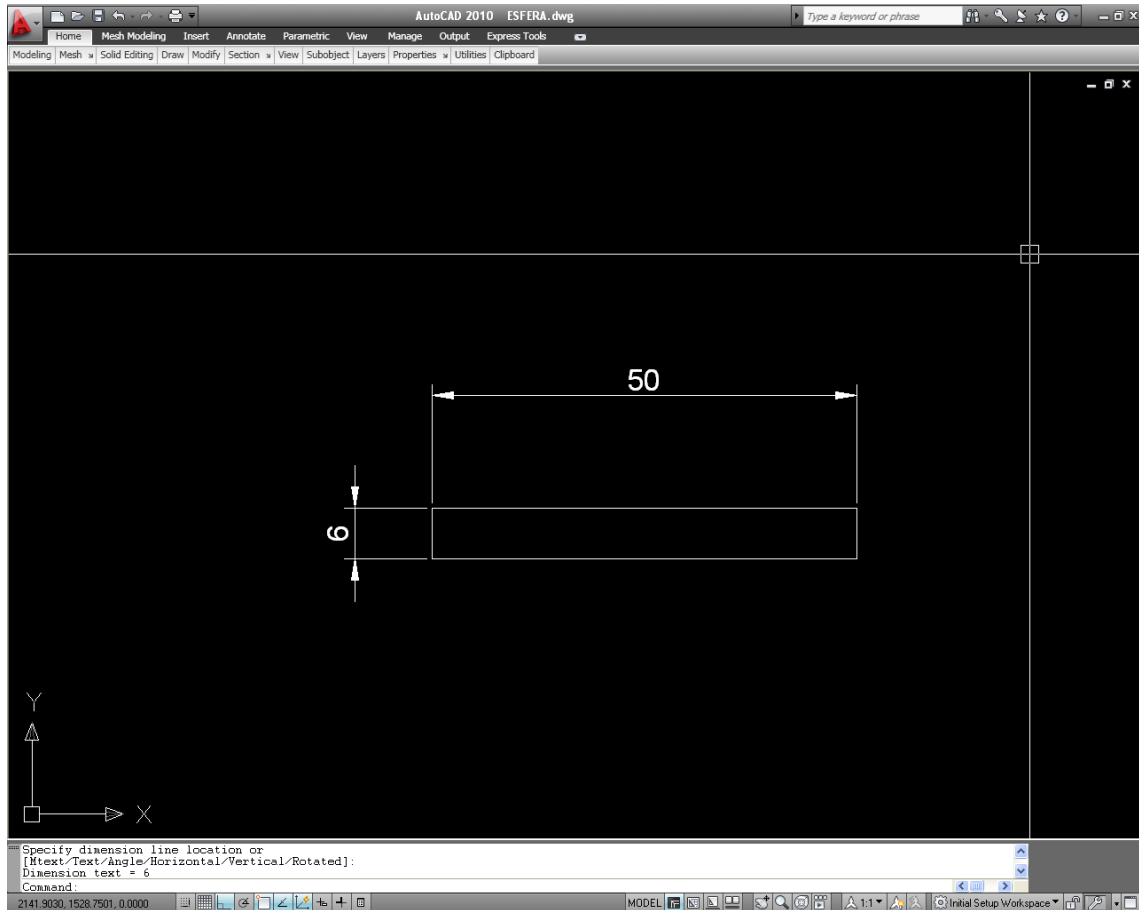 AutoCAD 2010 ESFERA.dwg
Type a keyword or phrase
Home Mesh Modeling Insert Annotate Parametric View Manage Output Express Tools
Modeling Mesh Solid Editing Draw Modify Section View Subobject Layers Properties Utilities Clipboard
50
6
Y
X
Specify dimension line location or
[Mtext/Text/Angle/Horizontal/Vertical/Rotated]:
Dimension text = 6
Command:
2141.9030, 1528.7501, 0.0000 MODEL 1:1 Initial Setup Workspace